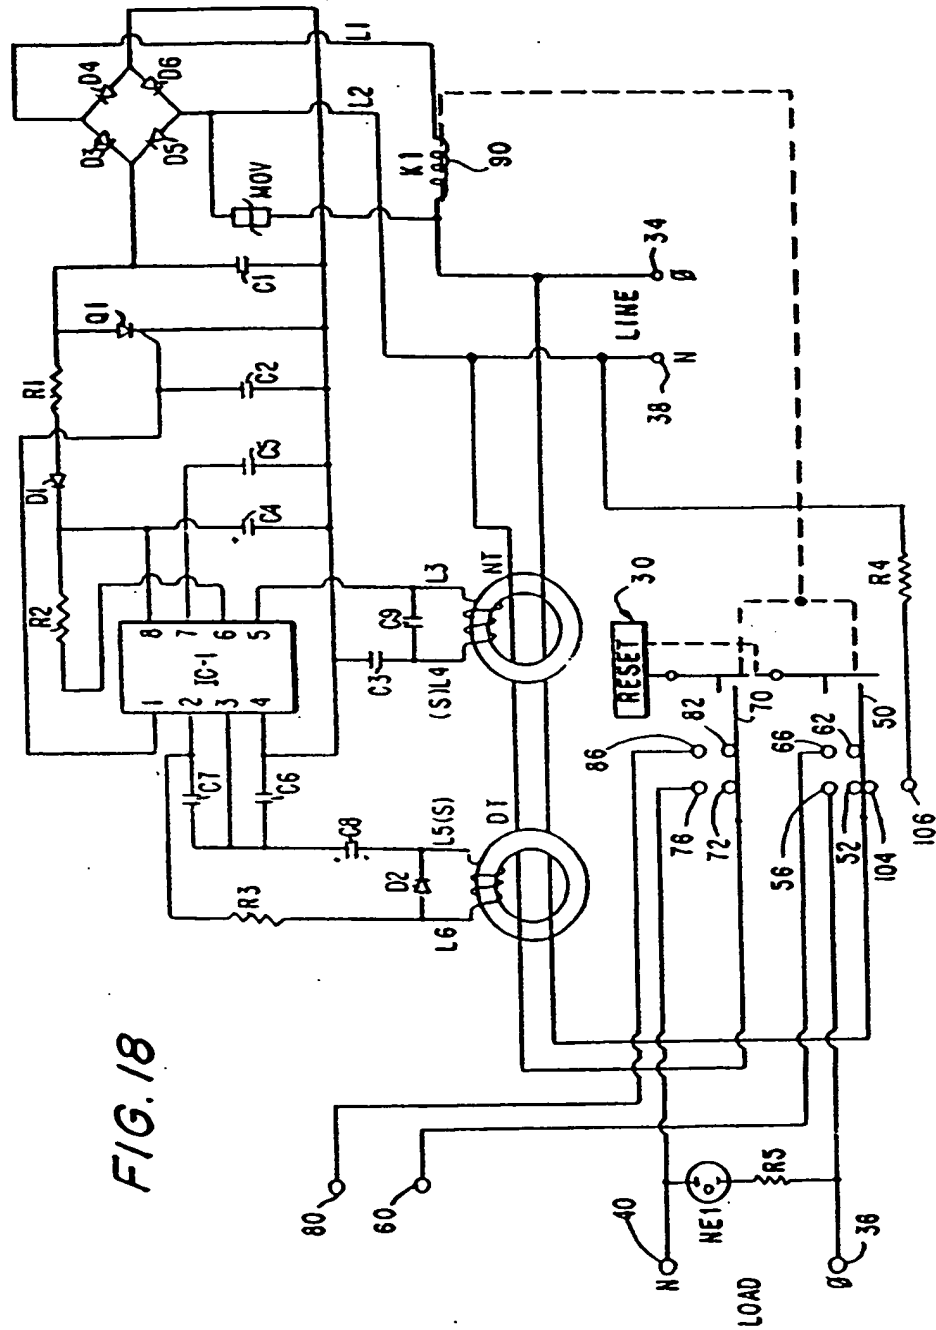 FIG. 18
L1
L2
D4
D6
D3
D5
MOV
K1
90
C1
Q1
R1
C2
D1
C5
C4
R2
8
7
6
5
IC-1
1
2
3
4
C7
C6
C3
C9
L3
(S)L4
NT
34
Ø
LINE
N
38
R3
C8
D2
L5(S)
L6
DT
30
RESET
R4
86
82
70
76
72
66
62
50
56
52
104
106
80
60
40
N
NE1
R5
LOAD
Ø
36